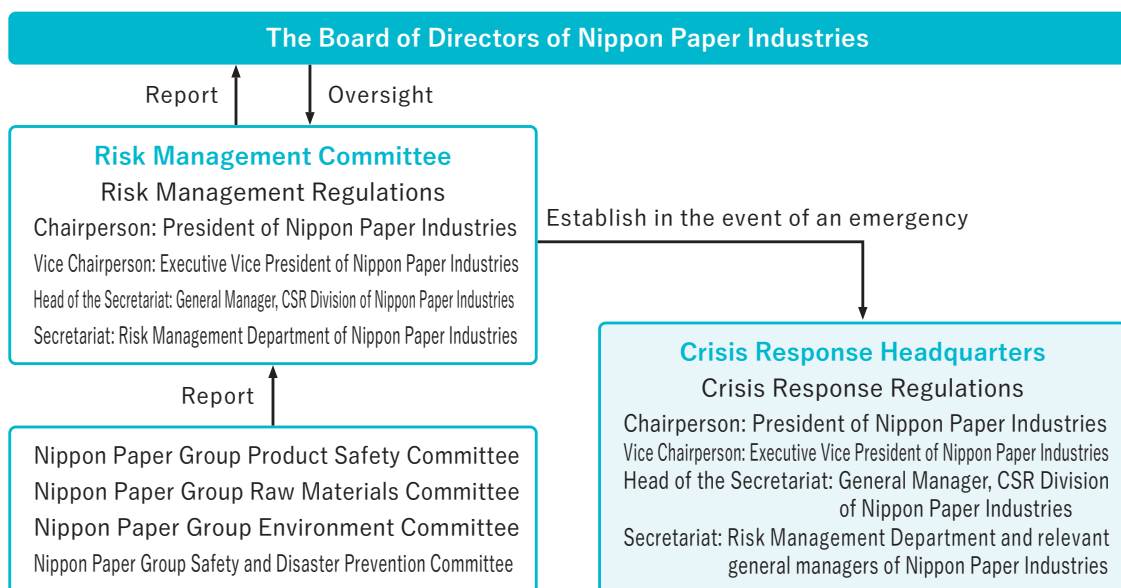 The Board of Directors of Nippon Paper Industries
Report
Oversight
Risk Management Committee
Risk Management Regulations
Chairperson: President of Nippon Paper Industries
Vice Chairperson: Executive Vice President of Nippon Paper Industries
Head of the Secretariat: General Manager, CSR Division of Nippon Paper Industries
Secretariat: Risk Management Department of Nippon Paper Industries
Establish in the event of an emergency
Report
Nippon Paper Group Product Safety Committee
Nippon Paper Group Raw Materials Committee
Nippon Paper Group Environment Committee
Nippon Paper Group Safety and Disaster Prevention Committee
Crisis Response Headquarters
Crisis Response Regulations
Chairperson: President of Nippon Paper Industries
Vice Chairperson: Executive Vice President of Nippon Paper Industries
Head of the Secretariat: General Manager, CSR Division
of Nippon Paper Industries
Secretariat: Risk Management Department and relevant
general managers of Nippon Paper Industries